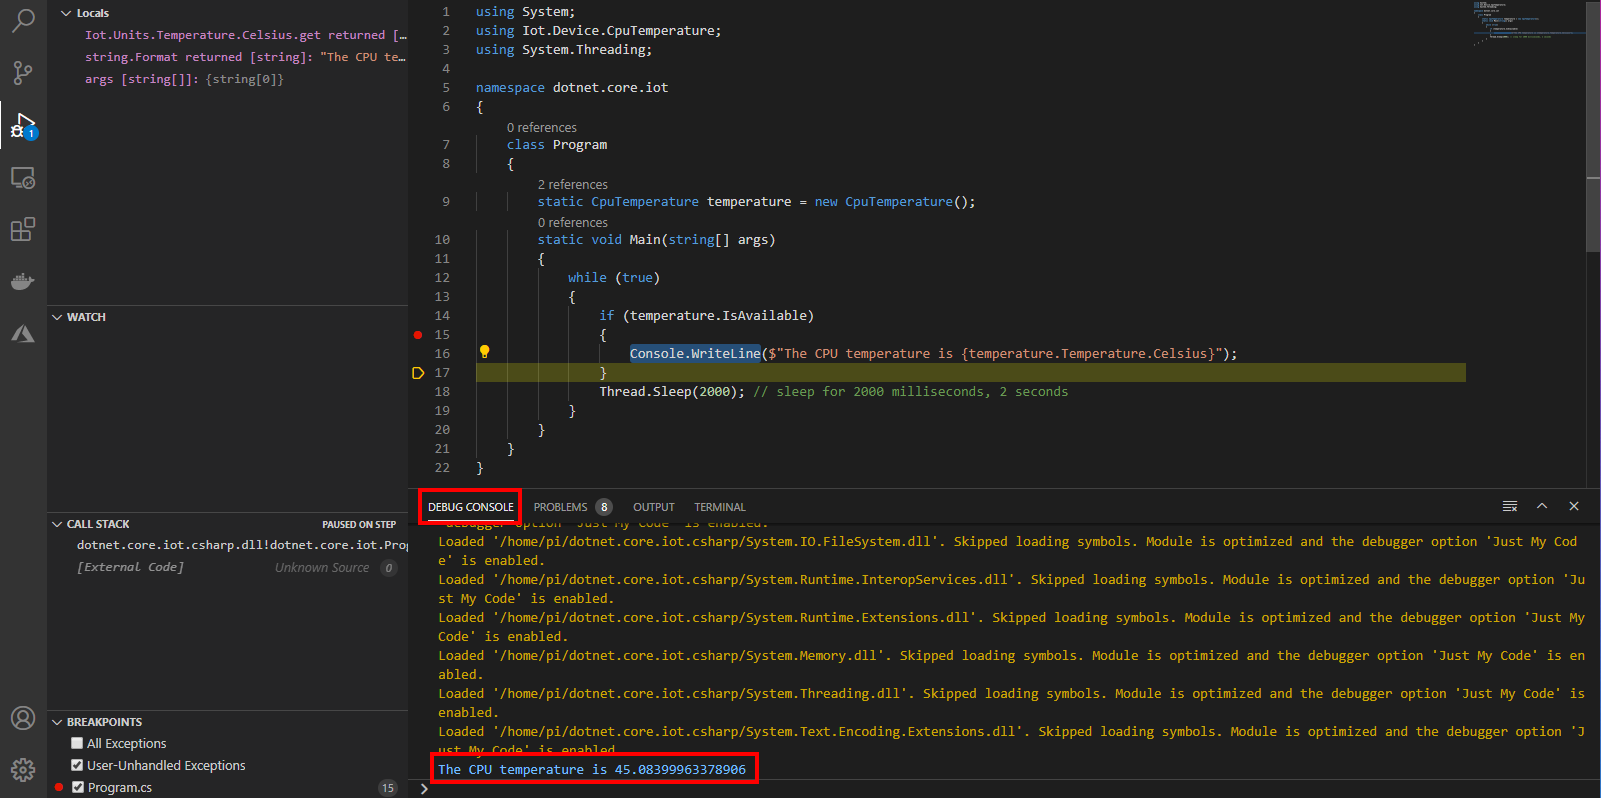 Locals
Iot.Units.Temperature.Celsius.get returned […
string.Format returned [string]: "The CPU te…
args [string[]]: {string[0]}
1
WATCH
CALL STACK
PAUSED ON STEP
dotnet.core.iot.csharp.dll!dotnet.core.iot.Prog
[External Code] Unknown Source 0
BREAKPOINTS
All Exceptions
User-Unhandled Exceptions
Program.cs 15
1 using System;
2 using Iot.Device.CpuTemperature;
3 using System.Threading;
4
5 namespace dotnet.core.iot
6 {
0 references
7 class Program
8 {
2 references
9 static CpuTemperature temperature = new CpuTemperature();
0 references
10 static void Main(string[] args)
11 {
12 while (true)
13 {
14 if (temperature.IsAvailable)
15 {
16 Console.WriteLine($"The CPU temperature is {temperature.Temperature.Celsius}");
17 }
18 Thread.Sleep(2000); // sleep for 2000 milliseconds, 2 seconds
19 }
20 }
21 }
22 }
DEBUG CONSOLE PROBLEMS 8 OUTPUT TERMINAL
debugger option 'Just My Code' is enabled.
Loaded '/home/pi/dotnet.core.iot.csharp/System.IO.FileSystem.dll'. Skipped loading symbols. Module is optimized and the debugger option 'Just My Cod
e' is enabled.
Loaded '/home/pi/dotnet.core.iot.csharp/System.Runtime.InteropServices.dll'. Skipped loading symbols. Module is optimized and the debugger option 'Ju
st My Code' is enabled.
Loaded '/home/pi/dotnet.core.iot.csharp/System.Runtime.Extensions.dll'. Skipped loading symbols. Module is optimized and the debugger option 'Just My
Code' is enabled.
Loaded '/home/pi/dotnet.core.iot.csharp/System.Memory.dll'. Skipped loading symbols. Module is optimized and the debugger option 'Just My Code' is en
abled.
Loaded '/home/pi/dotnet.core.iot.csharp/System.Threading.dll'. Skipped loading symbols. Module is optimized and the debugger option 'Just My Code' is
enabled.
Loaded '/home/pi/dotnet.core.iot.csharp/System.Text.Encoding.Extensions.dll'. Skipped loading symbols. Module is optimized and the debugger option 'J
ust My Code' is enabled.
The CPU temperature is 45.08399963378906